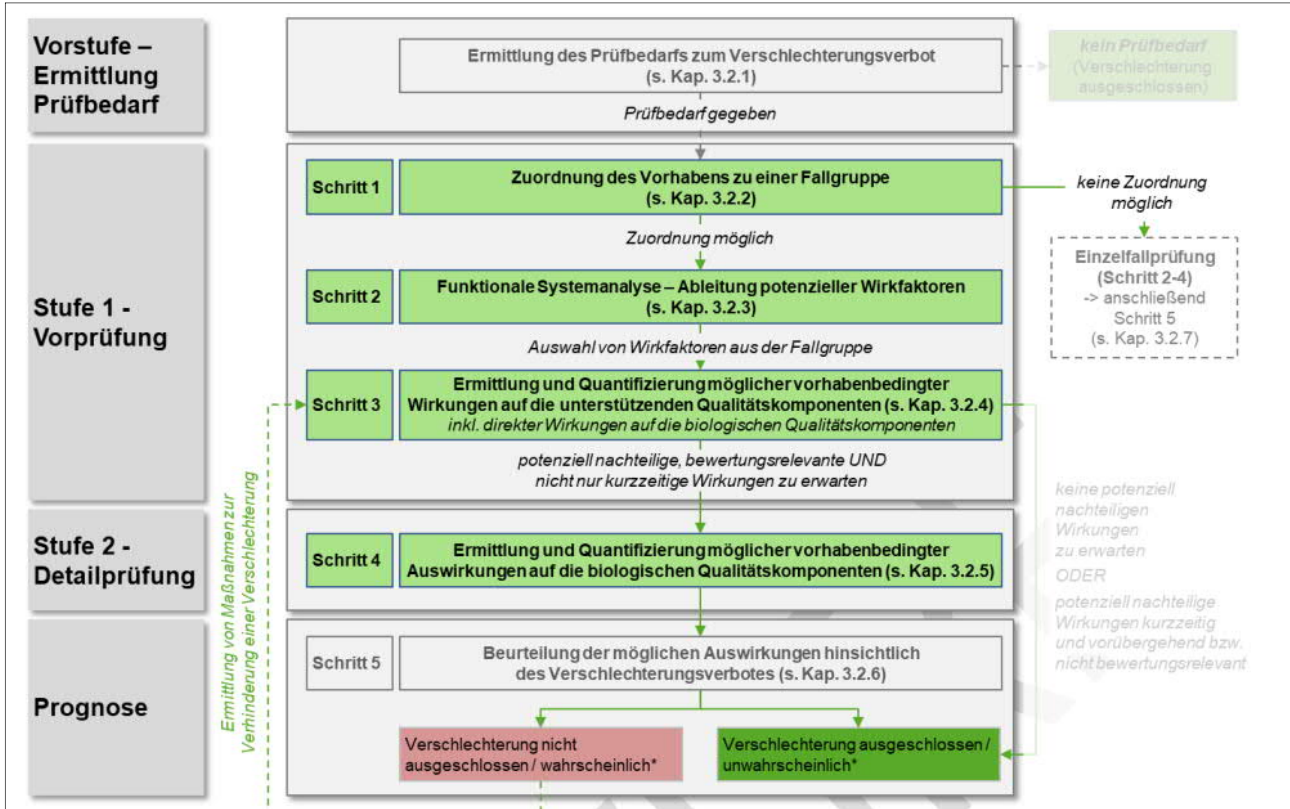 Vorstufe –
Ermittlung
Prüfbedarf
Ermittlung des Prüfbedarfs zum Verschlechterungsverbot
(s. Kap. 3.2.1)
kein Prüfbedarf
(Verschlechterung
ausgeschlossen)
Prüfbedarf gegeben
Stufe 1 -
Vorprüfung
Schritt 1
Zuordnung des Vorhabens zu einer Fallgruppe
(s. Kap. 3.2.2)
keine Zuordnung
möglich
Zuordnung möglich
Einzelfallprüfung
(Schritt 2-4)
-> anschließend
Schritt 5
(s. Kap. 3.2.7)
Schritt 2
Funktionale Systemanalyse – Ableitung potenzieller Wirkfaktoren
(s. Kap. 3.2.3)
Auswahl von Wirkfaktoren aus der Fallgruppe
Schritt 3
Ermittlung und Quantifizierung möglicher vorhabenbedingter
Wirkungen auf die unterstützenden Qualitätskomponenten (s. Kap. 3.2.4)
inkl. direkter Wirkungen auf die biologischen Qualitätskomponenten
potenziell nachteilige, bewertungsrelevante UND
nicht nur kurzzeitige Wirkungen zu erwarten
keine potenziell
nachteiligen
Wirkungen
zu erwarten
ODER
potenziell nachteilige
Wirkungen kurzzeitig
und vorübergehend bzw.
nicht bewertungsrelevant
Ermittlung von Maßnahmen zur
Verhinderung einer Verschlechterung
Stufe 2 -
Detailprüfung
Schritt 4
Ermittlung und Quantifizierung möglicher vorhabenbedingter
Auswirkungen auf die biologischen Qualitätskomponenten (s. Kap. 3.2.5)
Prognose
Schritt 5
Beurteilung der möglichen Auswirkungen hinsichtlich
des Verschlechterungsverbotes (s. Kap. 3.2.6)
Verschlechterung nicht
ausgeschlossen / wahrscheinlich*
Verschlechterung ausgeschlossen /
unwahrscheinlich*